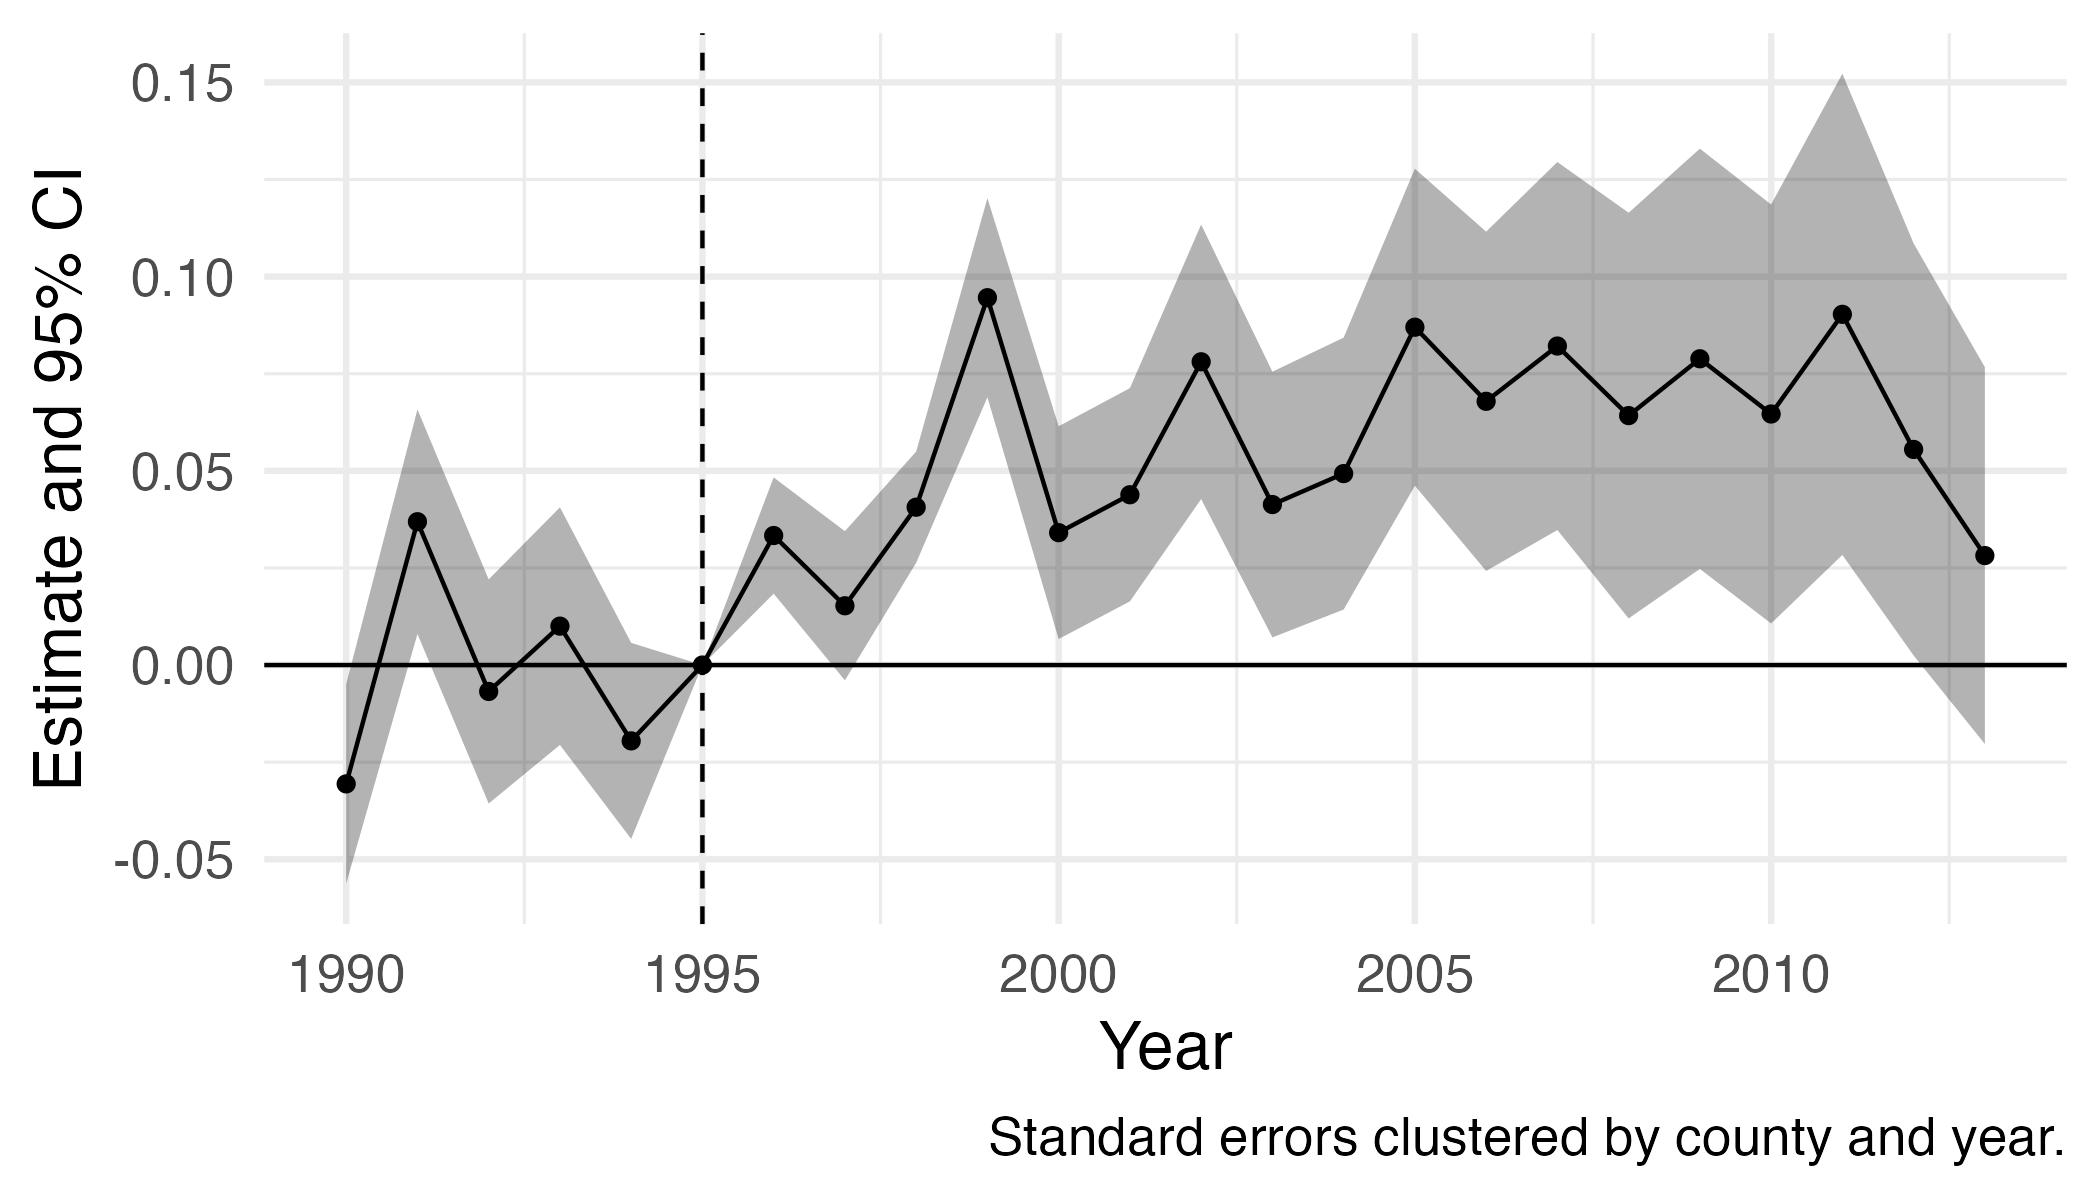 Estimate and 95% CI
0.15
0.10
0.05
0.00
-0.05
1990 1995 2000 2005 2010
Year
Standard errors clustered by county and year.